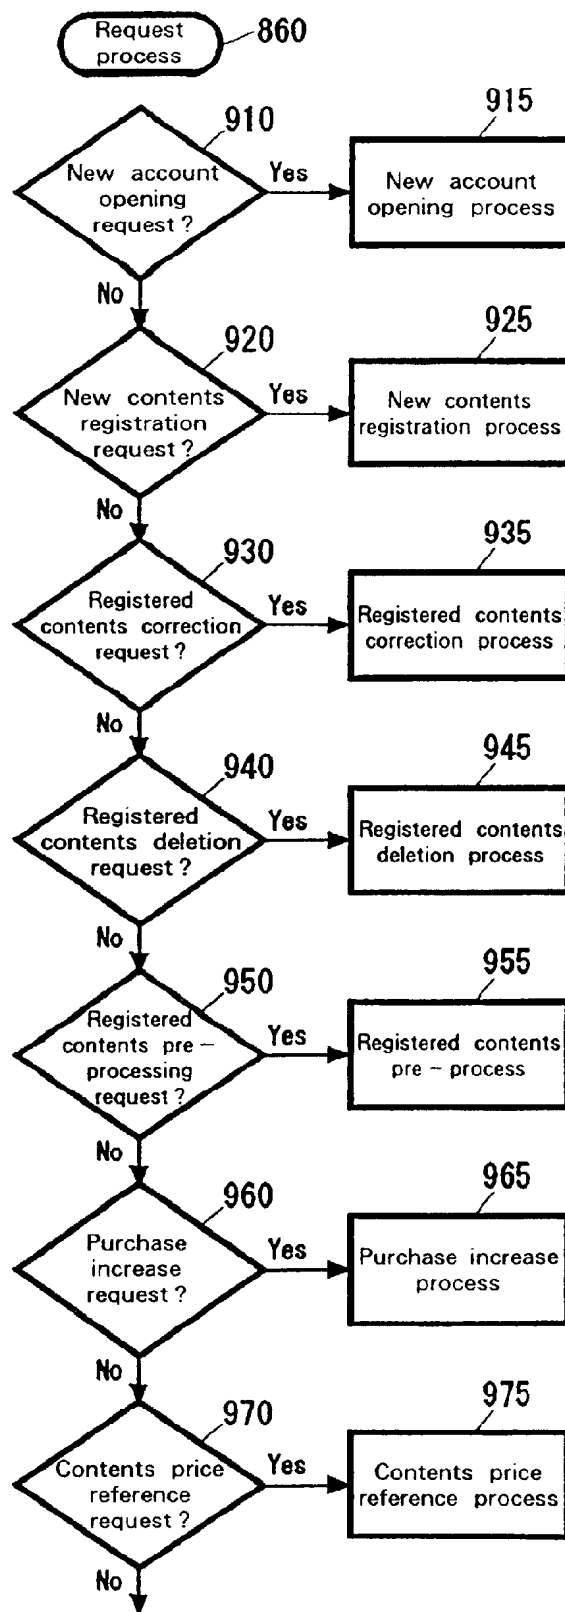 Request
process
860
910
New account
opening
request ?
Yes
915
New account
opening process
No
920
New contents
registration
request ?
Yes
925
New contents
registration process
No
930
Registered
contents correction
request ?
Yes
935
Registered contents
correction process
No
940
Registered
contents deletion
request ?
Yes
945
Registered contents
deletion process
No
950
Registered
contents pre –
processing
request ?
Yes
955
Registered contents
pre – process
No
960
Purchase
increase
request ?
Yes
965
Purchase increase
process
No
970
Contents price
reference
request ?
Yes
975
Contents price
reference process
No